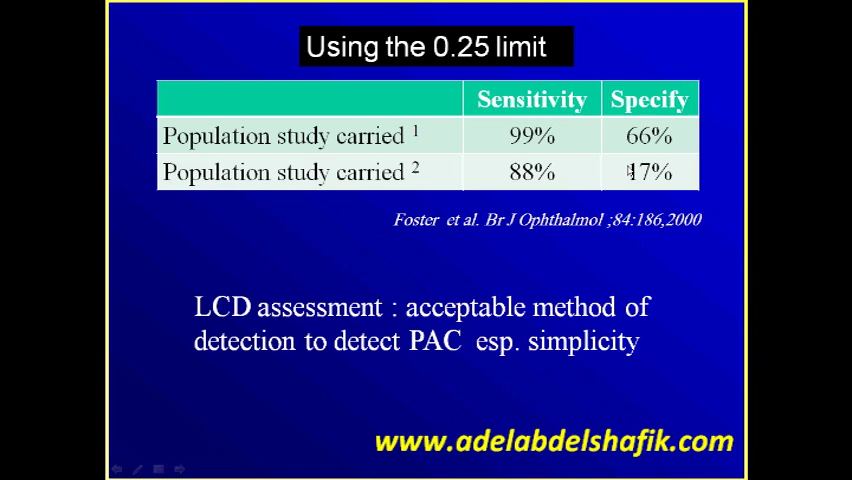 Using the 0.25 limit
Sensitivity Specify
Population study carried 1 99% 66%
Population study carried 2 88% 17%
Foster et al. Br J Ophthalmol ;84:186,2000
LCD assessment : acceptable method of
detection to detect PAC esp. simplicity
www.adelabdelshafik.com